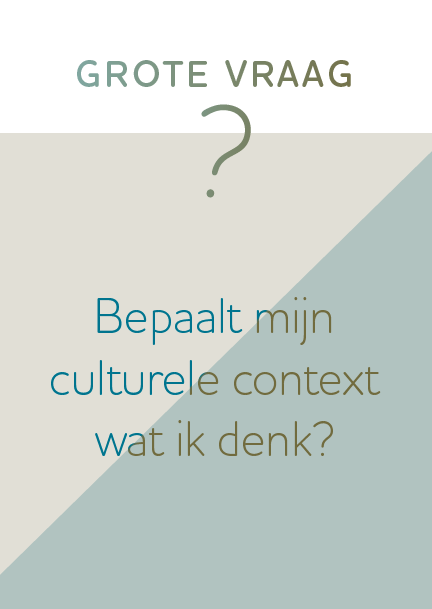 GROTE VRAAG
?
Bepaalt mijn
culturele context
wat ik denk?